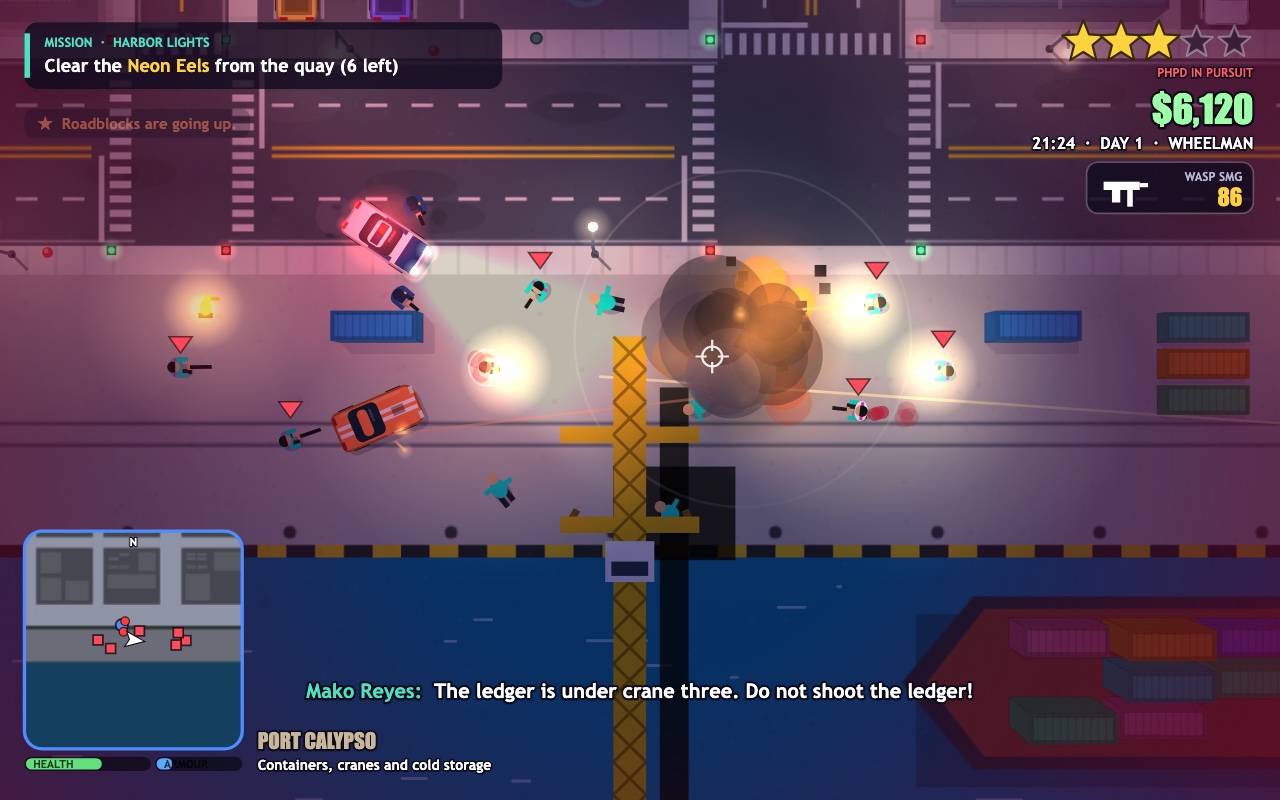 MISSION · HARBOR LIGHTS
Clear the Neon Eels from the quay (6 left)
★ Roadblocks are going up.
PHPD IN PURSUIT
$6,120
21:24 · DAY 1 · WHEELMAN
WASP SMG
86
N
Mako Reyes: The ledger is under crane three. Do not shoot the ledger!
PORT CALYPSO
Containers, cranes and cold storage
HEALTH
ARMOUR